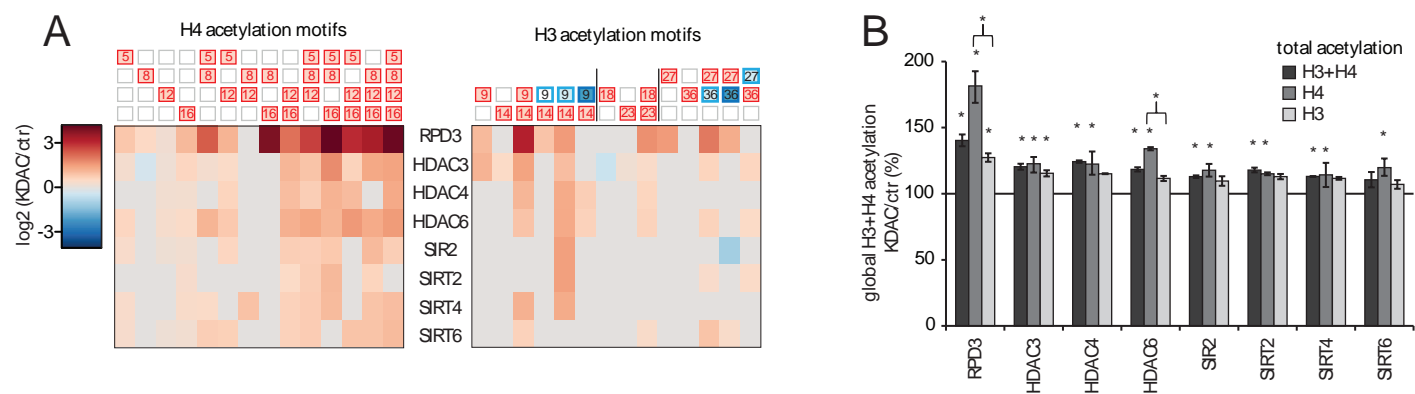 A
H4 acetylation motifs
5 5 5 5 5 5 5
8 8 8 8 8 8 8 8
12 12 12 12 12 12 12 12
16 16 16 16 16 16 16
H3 acetylation motifs
27 27 27 27
9 9 9 9 9 18 18 36 36 36 36
14 14 14 14 14 23 23
log2 (KDAC/ctr)
3
0
-3
RPD3
HDAC3
HDAC4
HDAC6
SIR2
SIRT2
SIRT4
SIRT6
B
global H3+H4 acetylation
KDAC/ctr (%)
200
150
100
50
0
total acetylation
H3+H4
H4
H3
* * * *
* * *
* *
* * *
* *
* *
* *
*
RPD3
HDAC3
HDAC4
HDAC6
SIR2
SIRT2
SIRT4
SIRT6